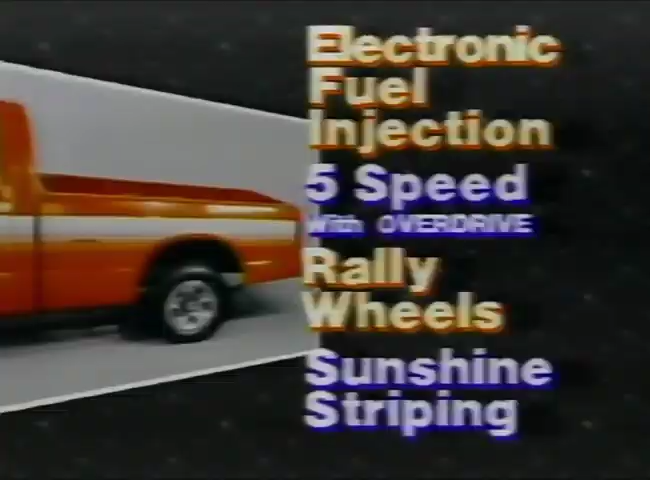 Electronic
Fuel
Injection
5 Speed
With OVERDRIVE
Rally
Wheels
Sunshine
Striping